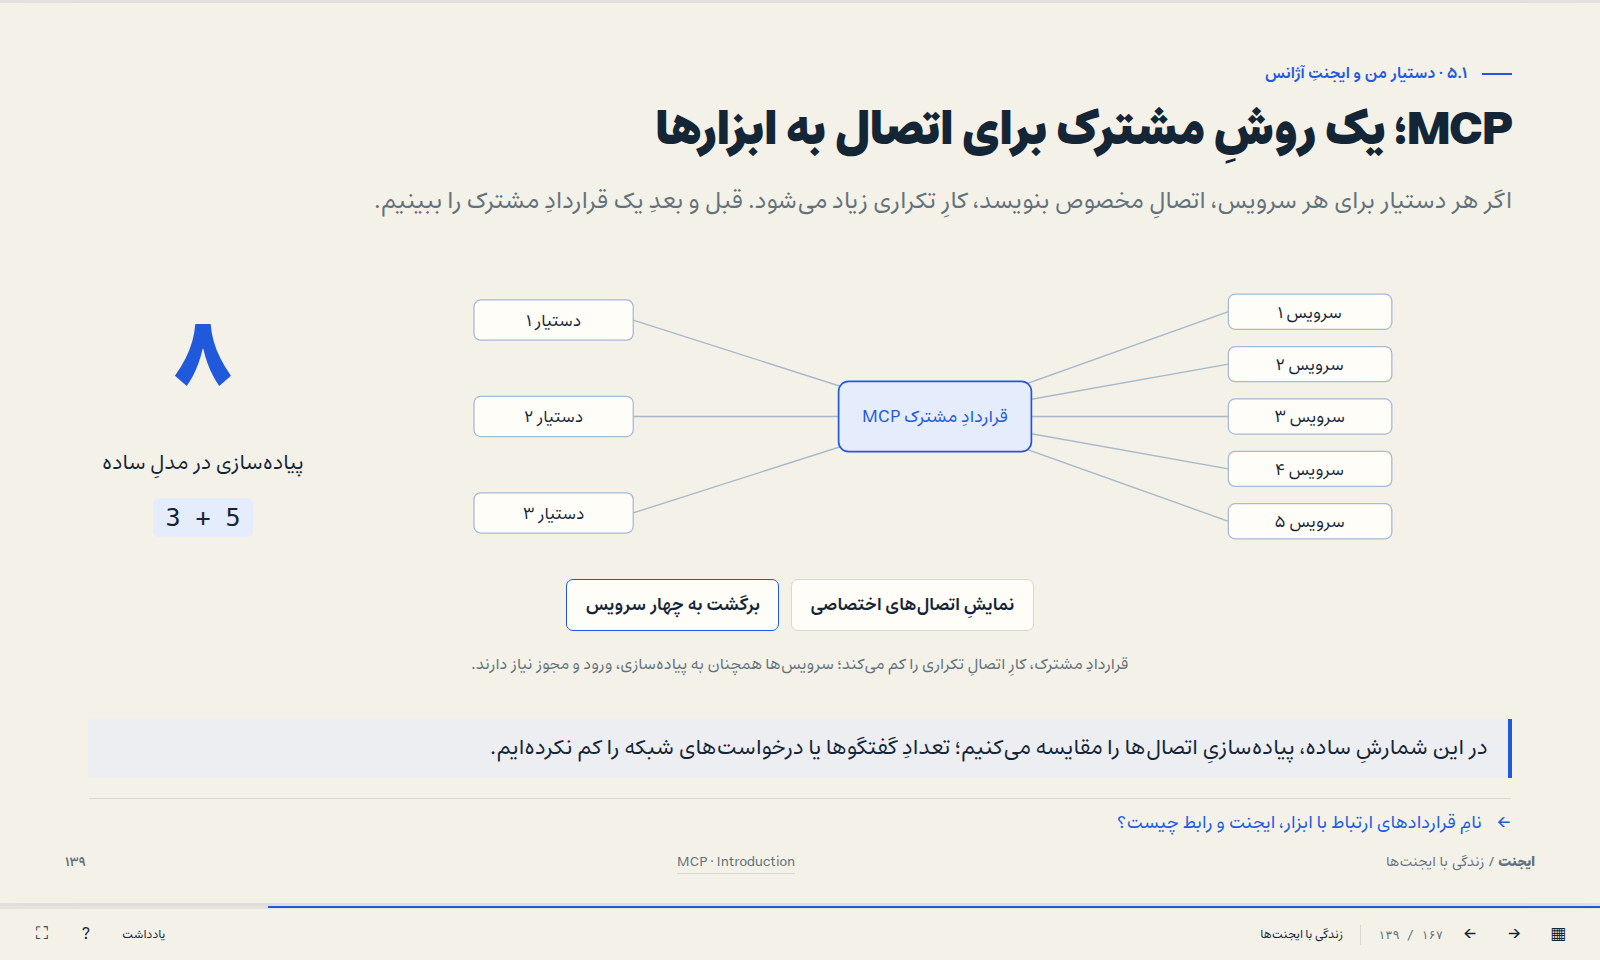 ۵.۱ · دستیار من و ایجنتِ آژانس
MCP؛ یک روشِ مشترک برای اتصال به ابزارها
اگر هر دستیار برای هر سرویس، اتصالِ مخصوص بنویسد، کارِ تکراری زیاد می‌شود. قبل و بعدِ یک قراردادِ مشترک را ببینیم.
سرویس ۱
سرویس ۲
سرویس ۳
سرویس ۴
سرویس ۵
قراردادِ مشترک MCP
دستیار ۱
دستیار ۲
دستیار ۳
۸
پیاده‌سازی در مدلِ ساده
3 + 5
نمایشِ اتصال‌های اختصاصی
برگشت به چهار سرویس
قراردادِ مشترک، کارِ اتصالِ تکراری را کم می‌کند؛ سرویس‌ها همچنان به پیاده‌سازی، ورود و مجوز نیاز دارند.
در این شمارشِ ساده، پیاده‌سازیِ اتصال‌ها را مقایسه می‌کنیم؛ تعدادِ گفتگوها یا درخواست‌های شبکه را کم نکرده‌ایم.
← نامِ قراردادهای ارتباط با ابزار، ایجنت و رابط چیست؟
ایجنت / زندگی با ایجنت‌ها
MCP · Introduction
۱۳۹
▦ → ← ۱۳۹ / ۱۶۷
زندگی با ایجنت‌ها
یادداشت
?